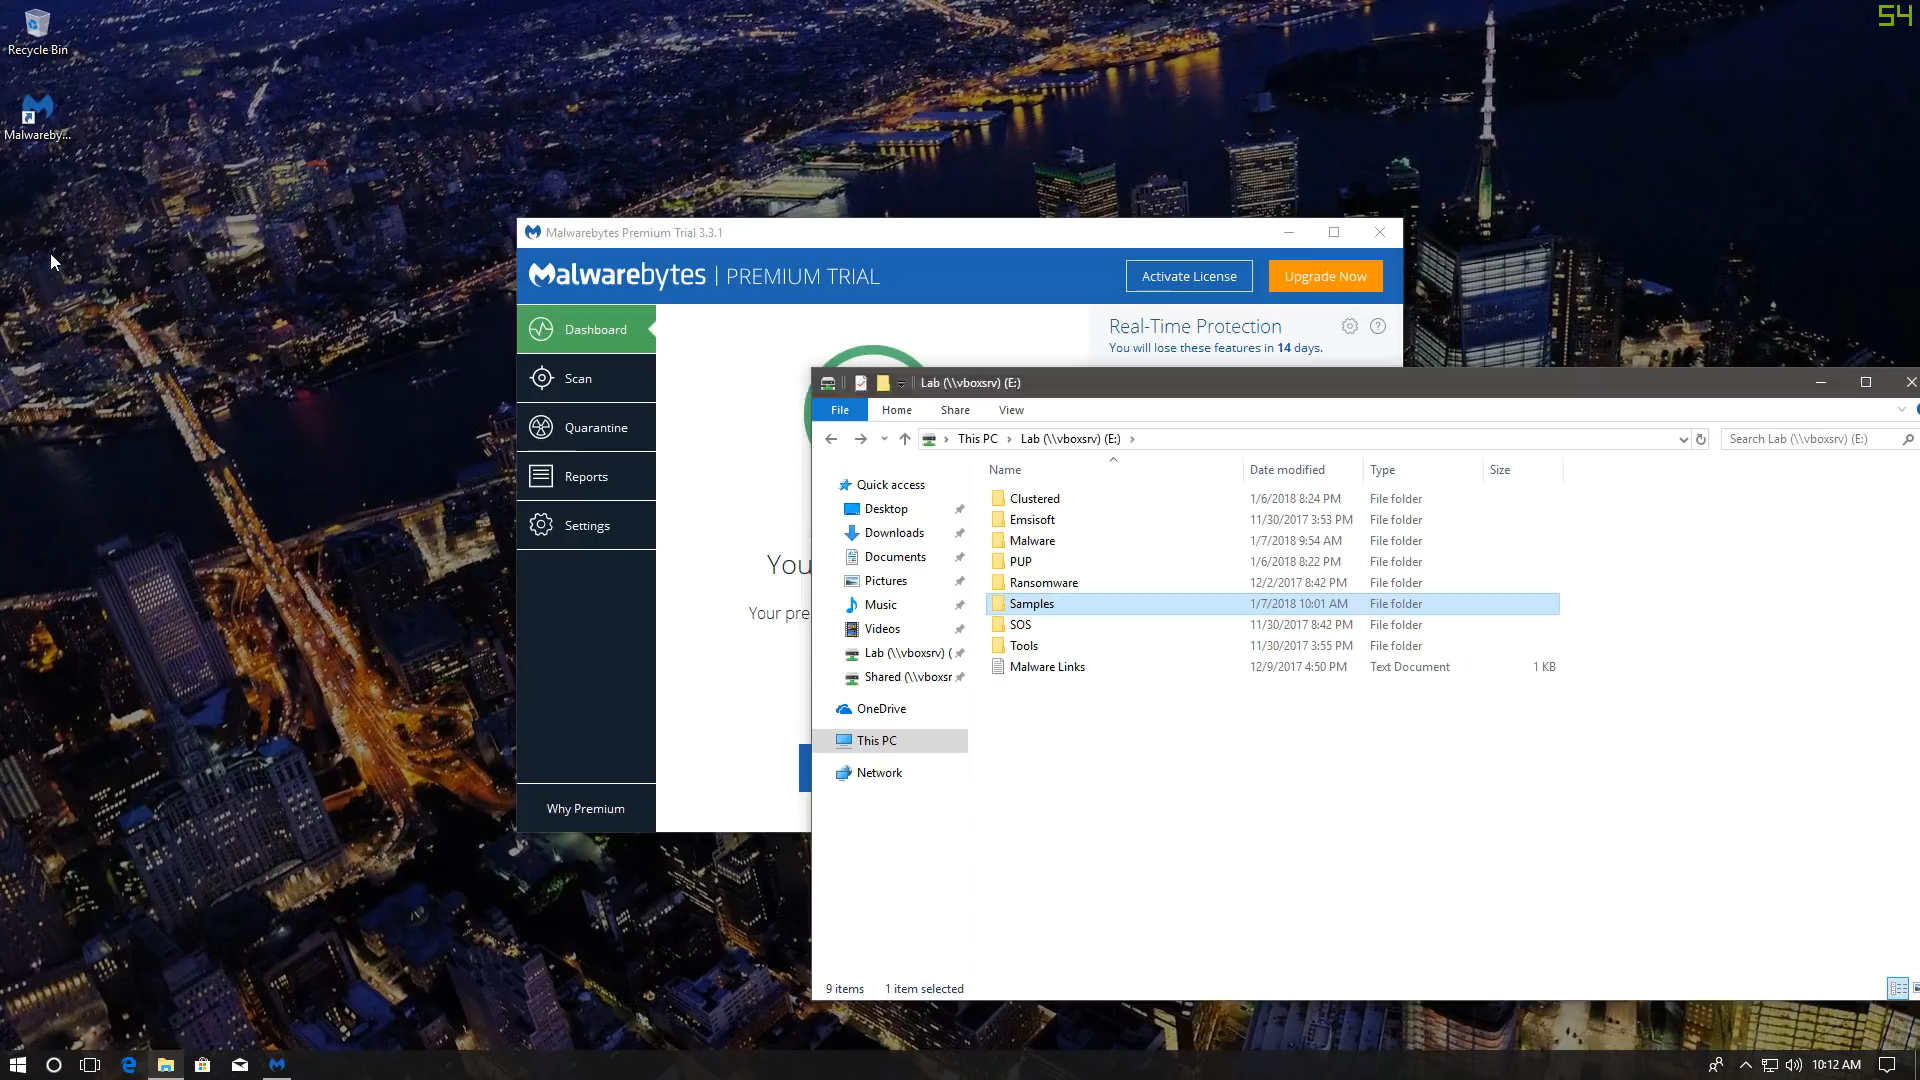 54
Recycle Bin
Malwareby...
Malwarebytes Premium Trial 3.3.1
Malwarebytes | PREMIUM TRIAL
Activate License
Upgrade Now
Dashboard
Scan
Quarantine
Reports
Settings
Why Premium
Real-Time Protection
You will lose these features in 14 days.
You
Your pre
Lab (\\vboxsrv) (E:)
File Home Share View
This PC Lab (\\vboxsrv) (E:)
Search Lab (\\vboxsrv) (E:)
Quick access
Desktop
Downloads
Documents
Pictures
Music
Videos
Lab (\\vboxsrv) (
Shared (\\vboxsr
OneDrive
This PC
Network
Name Date modified Type Size
Clustered 1/6/2018 8:24 PM File folder
Emsisoft 11/30/2017 3:53 PM File folder
Malware 1/7/2018 9:54 AM File folder
PUP 1/6/2018 8:22 PM File folder
Ransomware 12/2/2017 8:42 PM File folder
Samples 1/7/2018 10:01 AM File folder
SOS 11/30/2017 8:42 PM File folder
Tools 11/30/2017 3:55 PM File folder
Malware Links 12/9/2017 4:50 PM Text Document 1 KB
9 items 1 item selected
10:12 AM